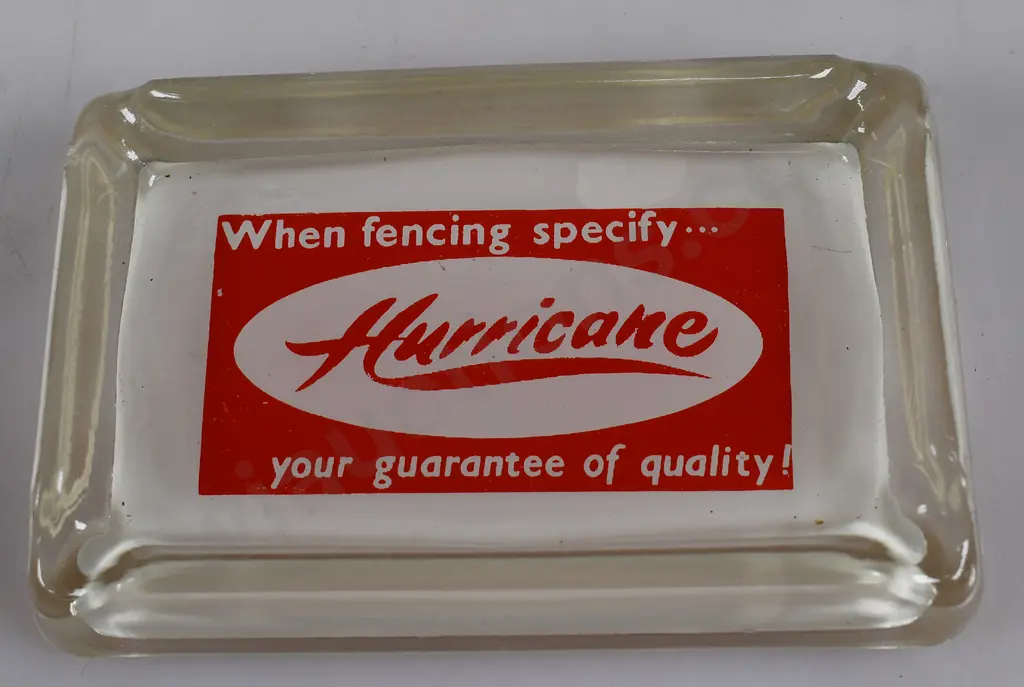 When fencing specify...
Hurricane
your guarantee of quality!